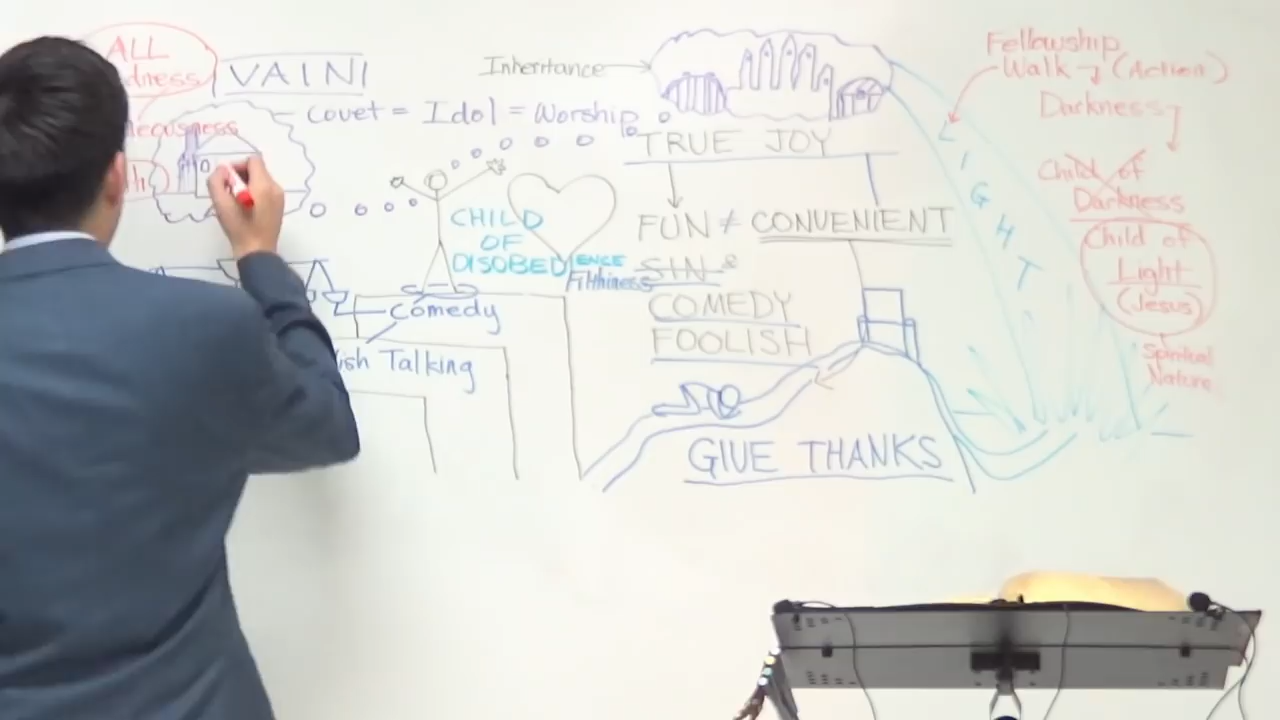 ALL
VAIN
Covet = Idol = Worship
Inheritance
TRUE JOY
FUN ≠ CONVENIENT
SIN &
COMEDY
FOOLISH
GIVE THANKS
CHILD
OF
DISOBEDIENCE
Filthiness
Comedy
Talking
LIGHT
Fellowship
Walk → (Action)
Darkness
Child of
Darkness
Child of
Light
(Jesus)
Spiritual
Nature